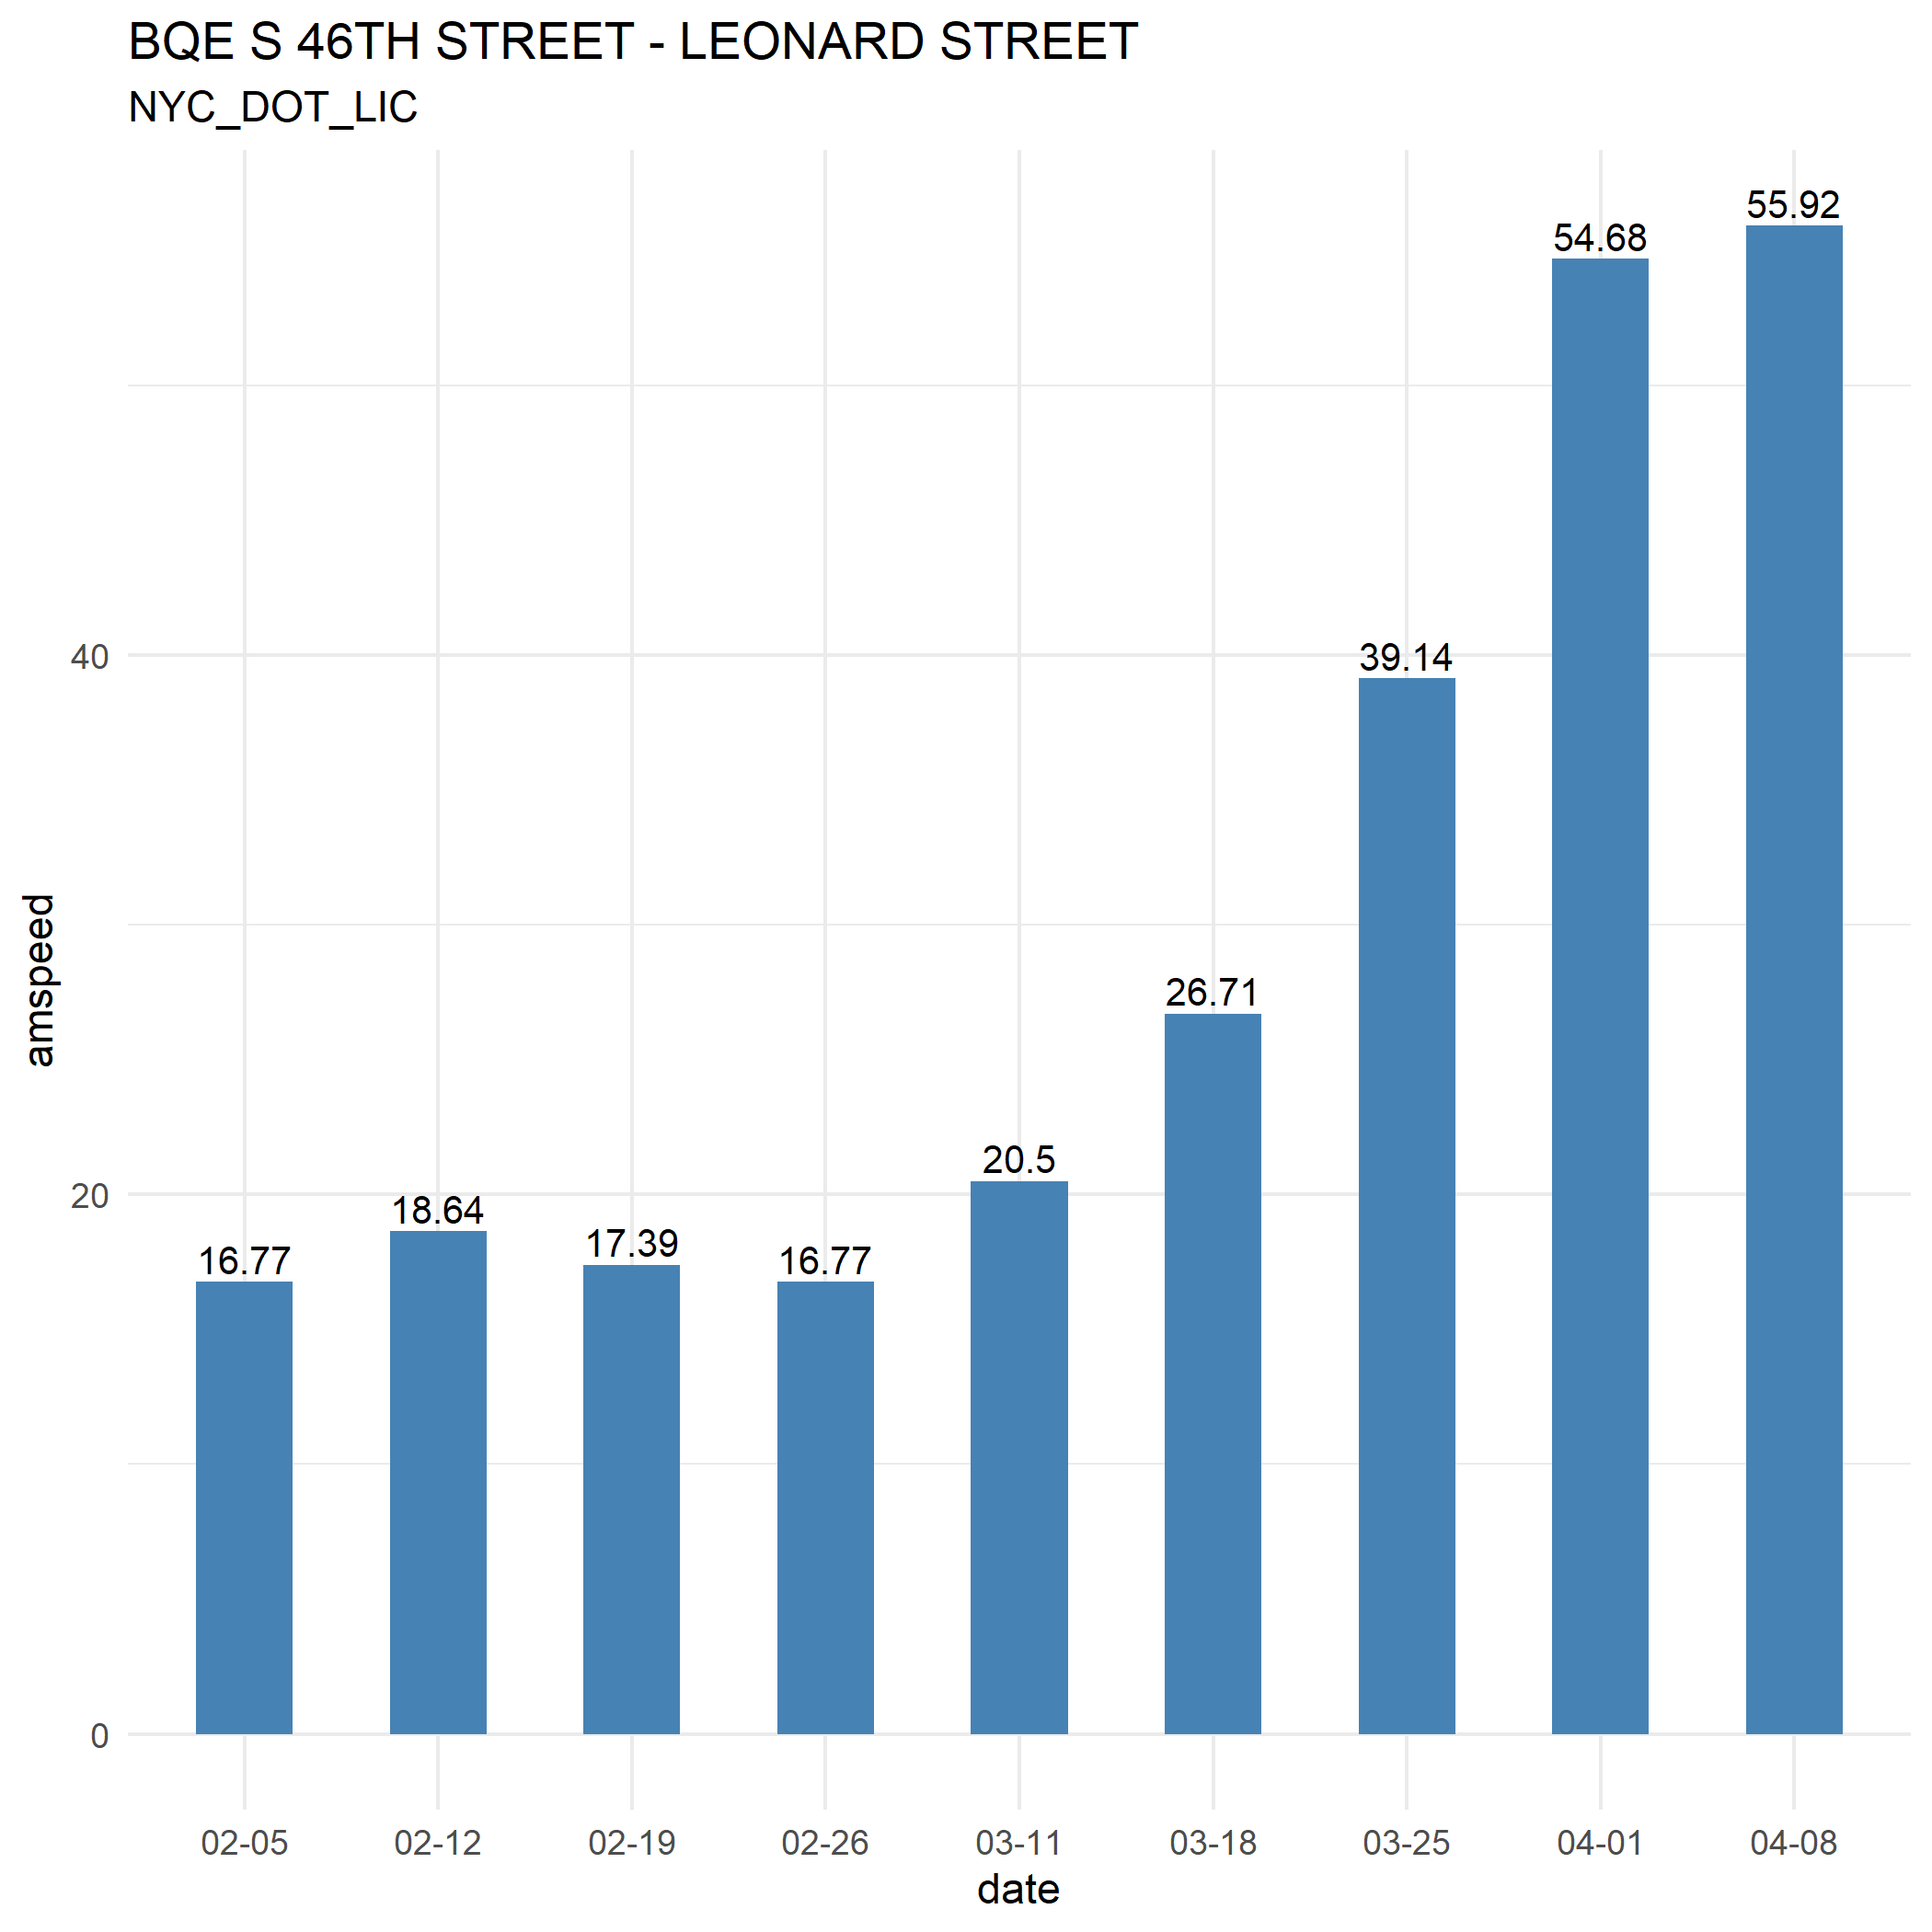 BQE S 46TH STREET - LEONARD STREET
NYC_DOT_LIC
55.92
54.68
40
39.14
amspeed
26.71
20.5
20
18.64
17.39
16.77
16.77
0
02-05 02-12 02-19 02-26 03-11 03-18 03-25 04-01 04-08
date